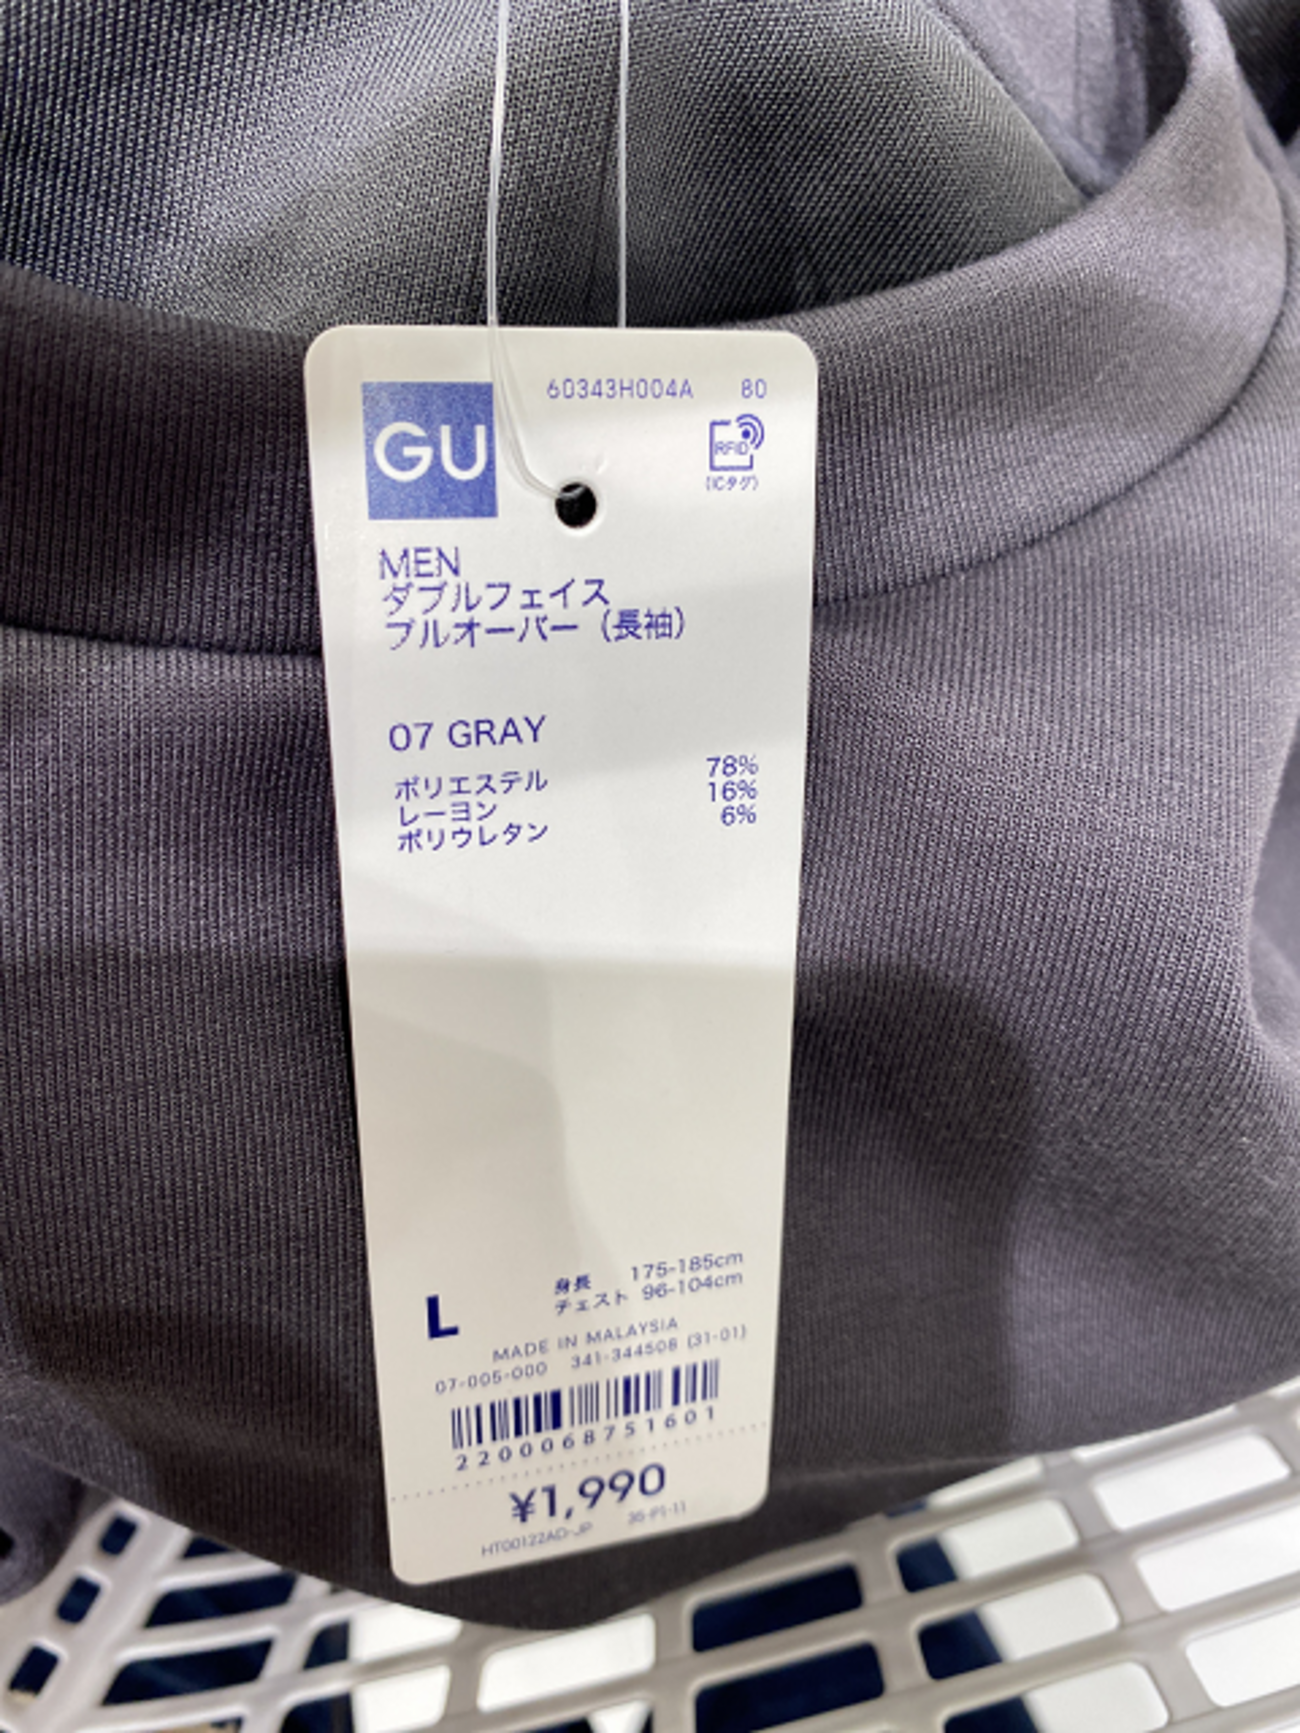 60343H004A 80
GU
RFID
(ICタグ)
MEN
ダブルフェイス
プルオーバー（長袖）
07 GRAY
ポリエステル 78%
レーヨン 16%
ポリウレタン 6%
身長 175-185cm
L チェスト 96-104cm
MADE IN MALAYSIA
07-005-000 341-344508 (31-01)
2200068751601
¥1,990
HT00122AD-JP 35-P1-11